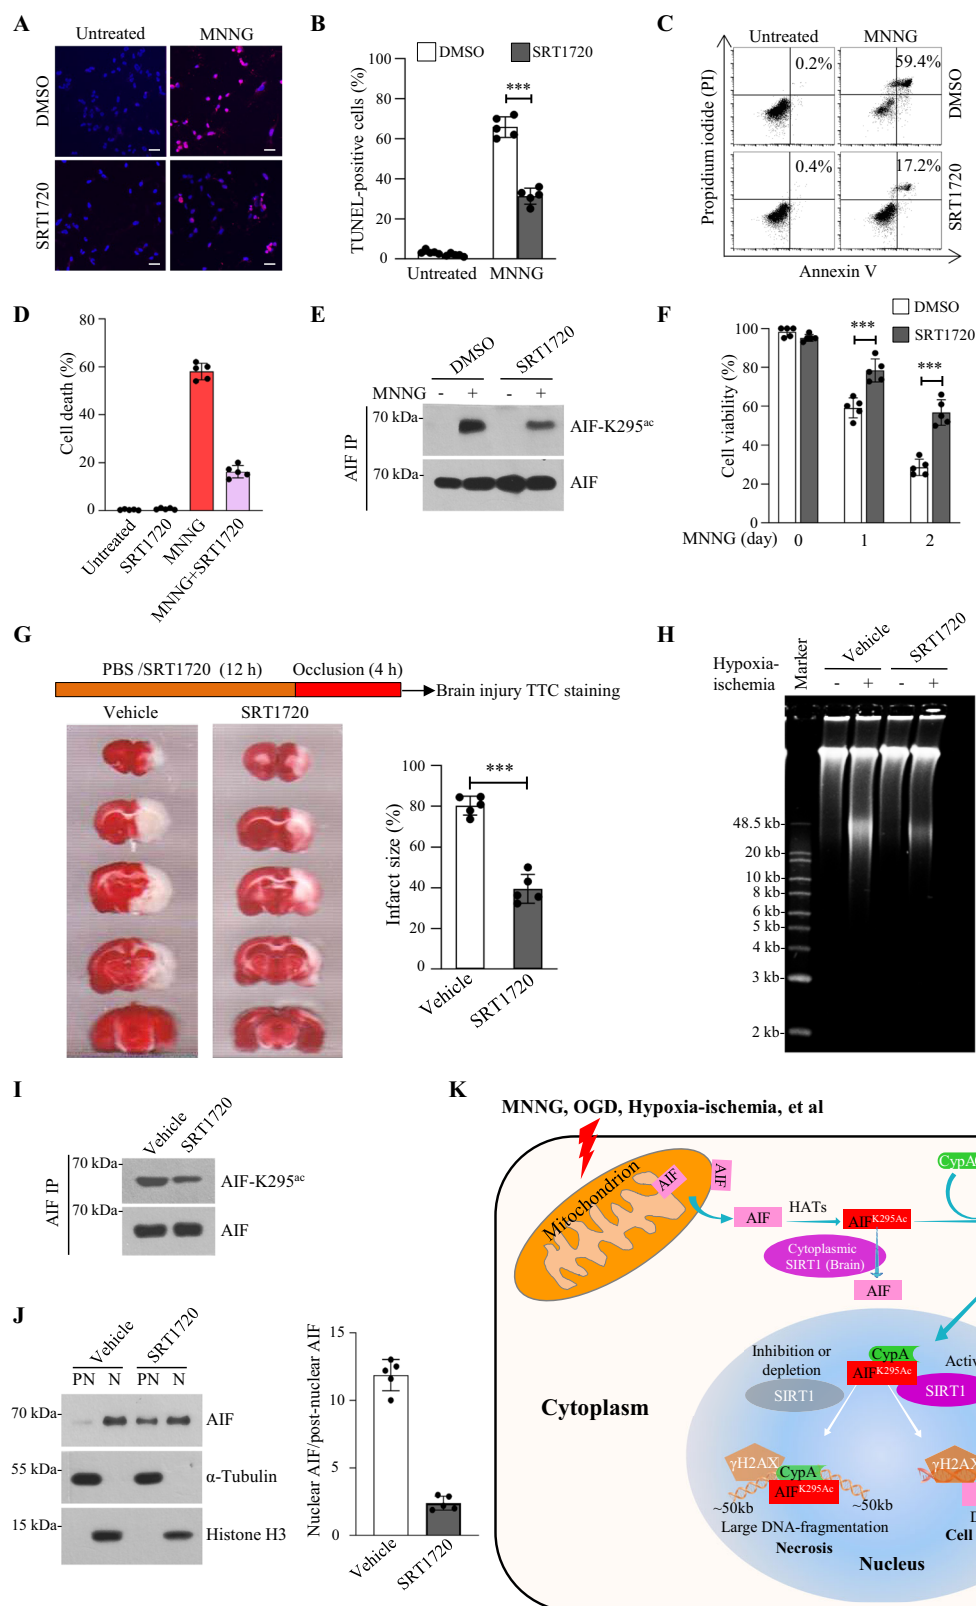 A
Untreated
MNNG
DMSO
SRT1720
B
DMSO
SRT1720
TUNEL-positive cells (%)
100
80
60
40
20
0
***
Untreated
MNNG
C
Untreated
MNNG
0.2%
59.4%
0.4%
17.2%
DMSO
SRT1720
Propidium iodide (PI)
Annexin V
D
Cell death (%)
80
60
40
20
0
Untreated
SRT1720
MNNG
MNNG+SRT1720
E
DMSO
SRT1720
MNNG - + - +
AIF IP
70 kDa-
AIF-K295ac
70 kDa-
AIF
F
DMSO
SRT1720
Cell viability (%)
100
80
60
40
20
0
***
***
MNNG (day) 0 1 2
G
PBS /SRT1720 (12 h)
Occlusion (4 h)
Brain injury TTC staining
Vehicle
SRT1720
Infarct size (%)
100
80
60
40
20
0
***
Vehicle
SRT1720
H
Vehicle
SRT1720
Hypoxia-
ischemia
- + - +
Marker
48.5 kb
20 kb
10 kb
8 kb
6 kb
5 kb
4 kb
3 kb
2 kb
I
Vehicle
SRT1720
AIF IP
70 kDa-
AIF-K295ac
70 kDa
AIF
J
Vehicle
SRT1720
PN N PN N
70 kDa-
AIF
55 kDa-
α-Tubulin
15 kDa-
Histone H3
Nuclear AIF/post-nuclear AIF
15
10
5
0
Vehicle
SRT1720
K
MNNG, OGD, Hypoxia-ischemia, et al
Mitochondrion
AIF
AIF
AIF
HATs
AIFK295Ac
CypA
Cytoplasmic
SIRT1 (Brain)
AIF
Cytoplasm
Inhibition or
depletion
SIRT1
CypA
AIFK295Ac
Activ
SIRT1
γH2AX
CypA
AIFK295Ac
~50kb
~50kb
Large DNA-fragmentation
Necrosis
γH2AX
D
Cell
Nucleus